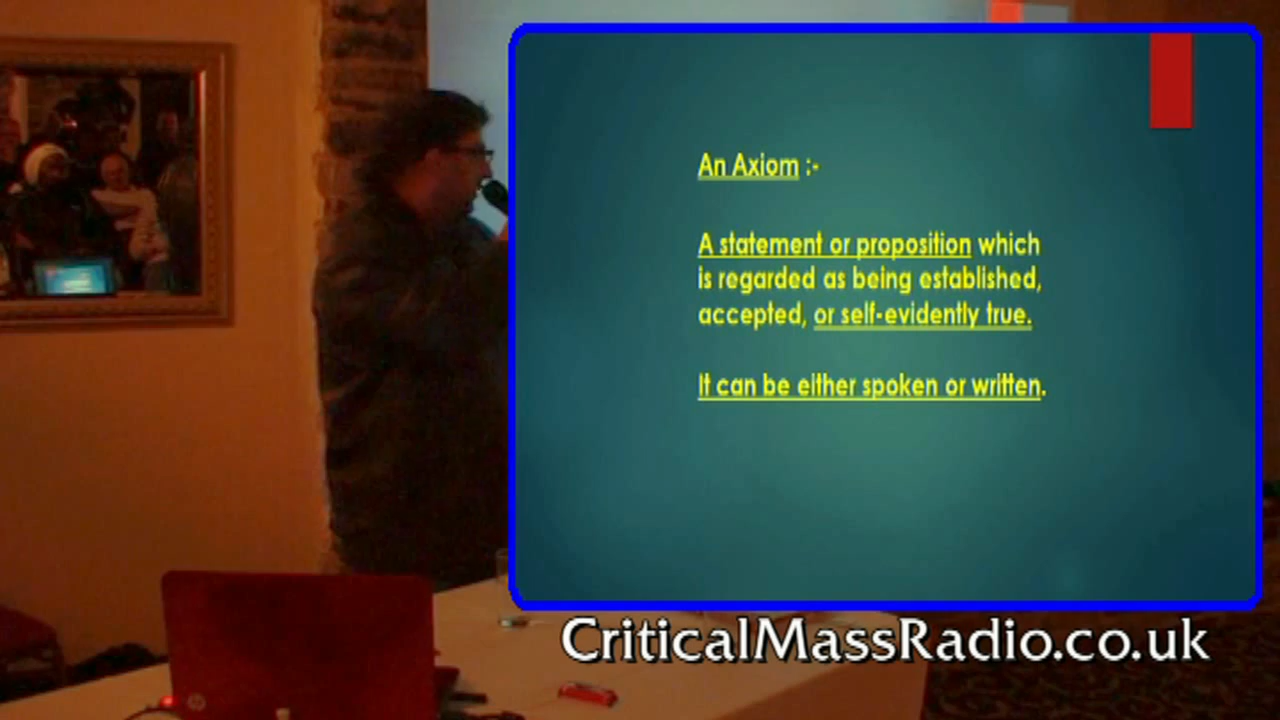 An Axiom :-
A statement or proposition which
is regarded as being established,
accepted, or self-evidently true.
It can be either spoken or written.
CriticalMassRadio.co.uk
hp